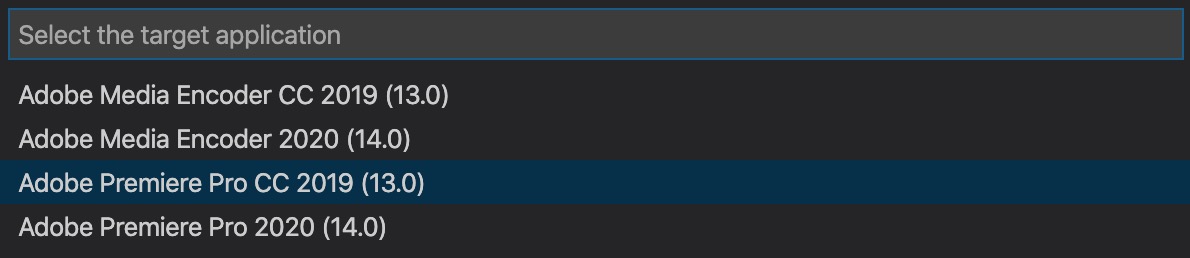 Select the target application
Adobe Media Encoder CC 2019 (13.0)
Adobe Media Encoder 2020 (14.0)
Adobe Premiere Pro CC 2019 (13.0)
Adobe Premiere Pro 2020 (14.0)